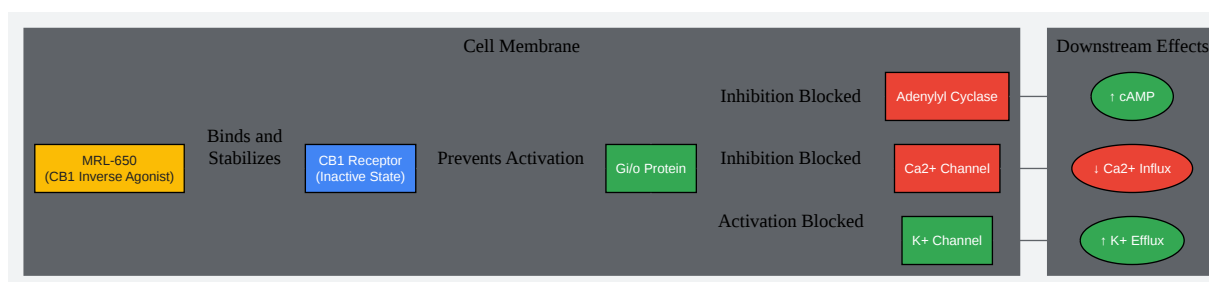 Cell Membrane
Downstream Effects
Inhibition Blocked
Adenylyl Cyclase
↑ cAMP
Binds and
Stabilizes
MRL-650
(CB1 Inverse Agonist)
CB1 Receptor
(Inactive State)
Prevents Activation
Gi/o Protein
Inhibition Blocked
Ca2+ Channel
↓ Ca2+ Influx
Activation Blocked
K+ Channel
↑ K+ Efflux